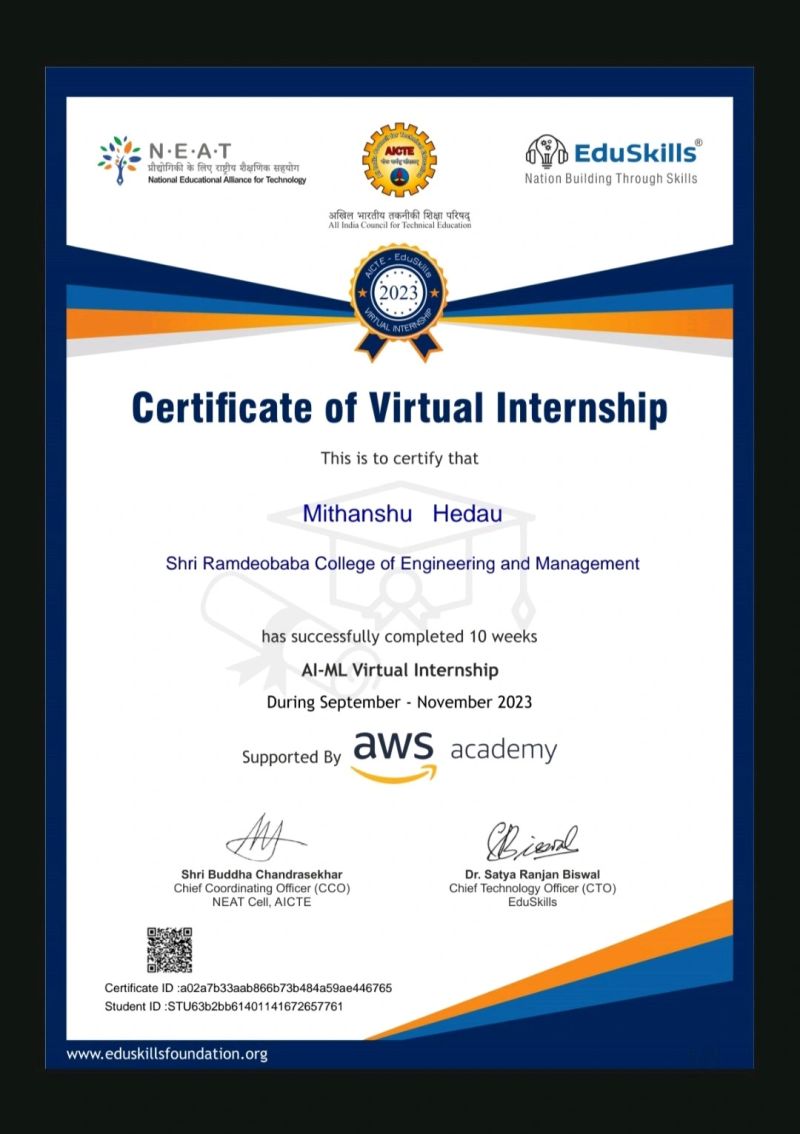 N·E·A·T
प्रौद्योगिकी के लिए राष्ट्रीय शैक्षणिक सहयोग
National Educational Alliance for Technology
AICTE
अखिल भारतीय तकनीकी शिक्षा परिषद्
All India Council for Technical Education
EduSkills®
Nation Building Through Skills
AICTE - EduSkills
2023
VIRTUAL INTERNSHIP
Certificate of Virtual Internship
This is to certify that
Mithanshu Hedau
Shri Ramdeobaba College of Engineering and Management
has successfully completed 10 weeks
AI-ML Virtual Internship
During September - November 2023
Supported By aws academy
Shri Buddha Chandrasekhar
Chief Coordinating Officer (CCO)
NEAT Cell, AICTE
Dr. Satya Ranjan Biswal
Chief Technology Officer (CTO)
EduSkills
Certificate ID :a02a7b33aab866b73b484a59ae446765
Student ID :STU63b2bb61401141672657761
www.eduskillsfoundation.org